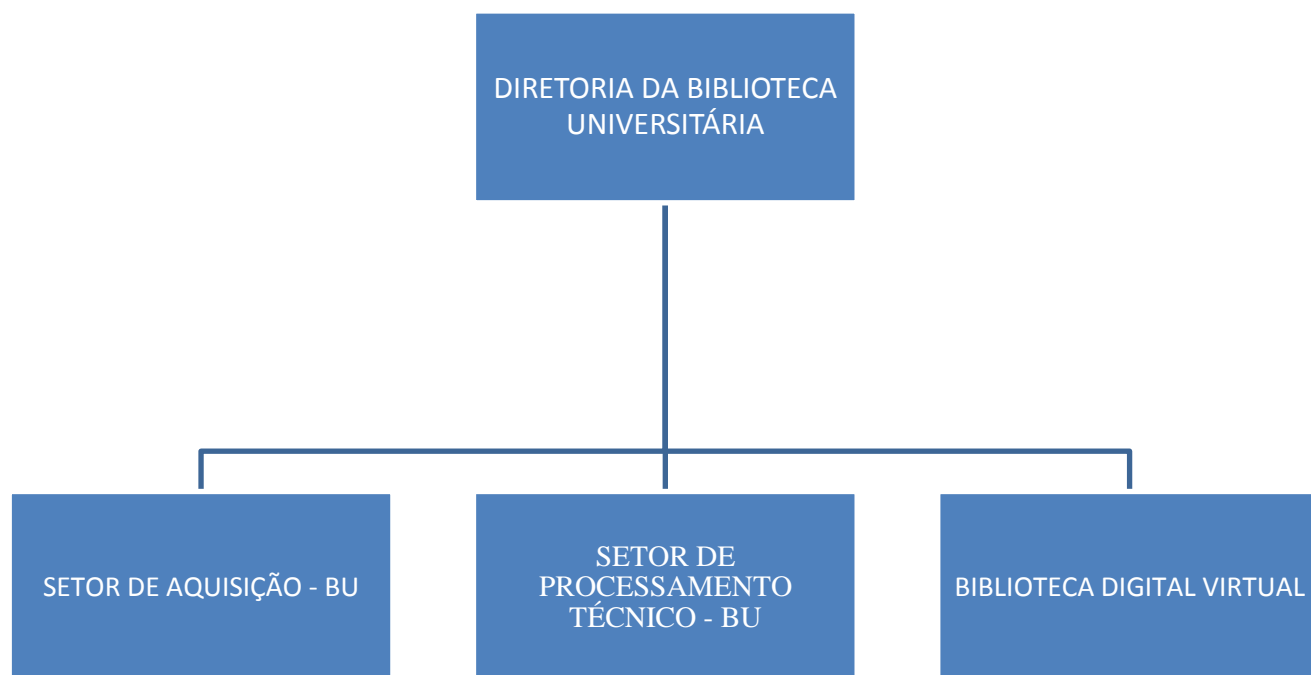 DIRETORIA DA BIBLIOTECA
UNIVERSITÁRIA
SETOR DE AQUISIÇÃO - BU
SETOR DE
PROCESSAMENTO
TÉCNICO - BU
BIBLIOTECA DIGITAL VIRTUAL